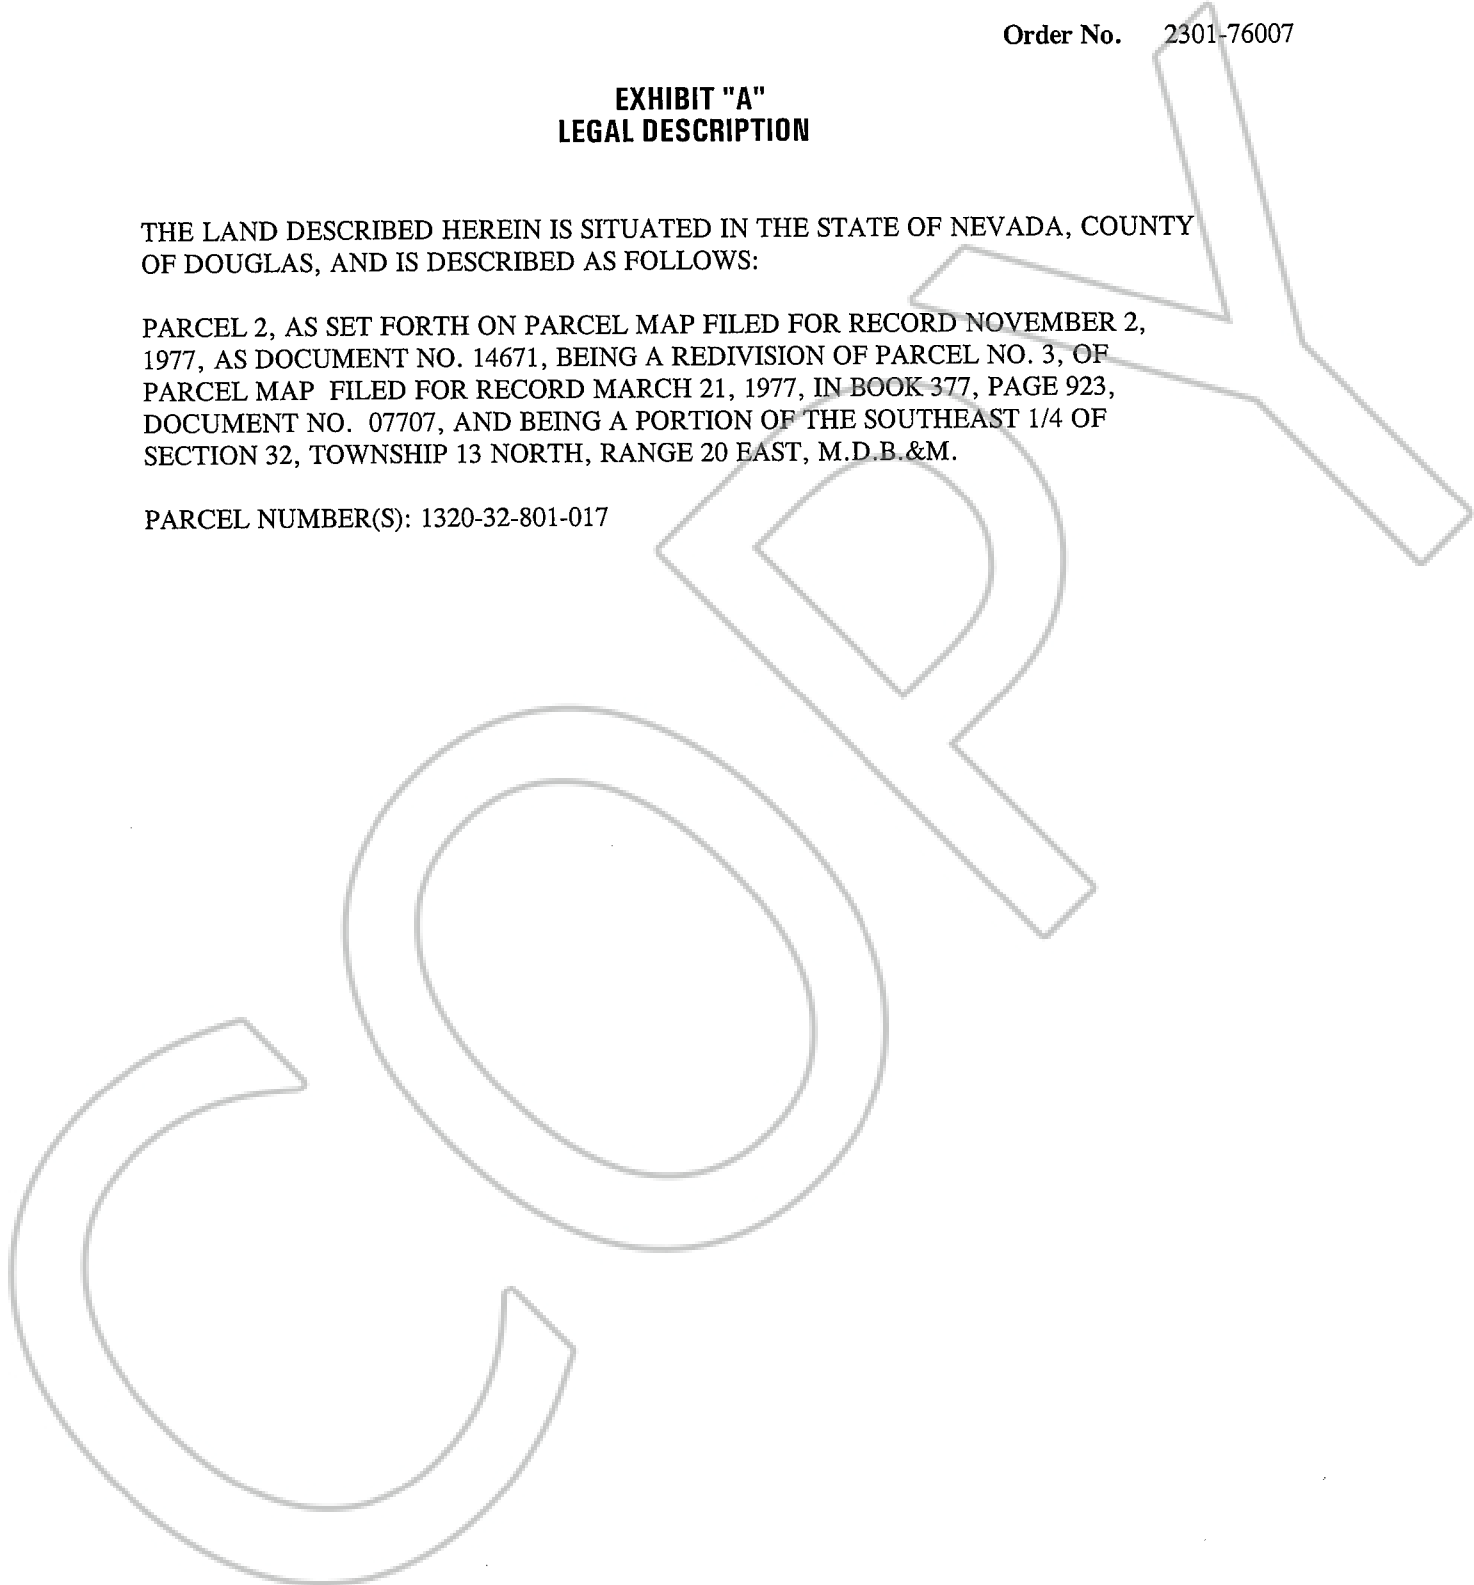 Order No. 2301-76007
EXHIBIT "A"
LEGAL DESCRIPTION
THE LAND DESCRIBED HEREIN IS SITUATED IN THE STATE OF NEVADA, COUNTY
OF DOUGLAS, AND IS DESCRIBED AS FOLLOWS:
PARCEL 2, AS SET FORTH ON PARCEL MAP FILED FOR RECORD NOVEMBER 2,
1977, AS DOCUMENT NO. 14671, BEING A REDIVISION OF PARCEL NO. 3, OF
PARCEL MAP FILED FOR RECORD MARCH 21, 1977, IN BOOK 377, PAGE 923,
DOCUMENT NO. 07707, AND BEING A PORTION OF THE SOUTHEAST 1/4 OF
SECTION 32, TOWNSHIP 13 NORTH, RANGE 20 EAST, M.D.B.&M.
PARCEL NUMBER(S): 1320-32-801-017
COPY